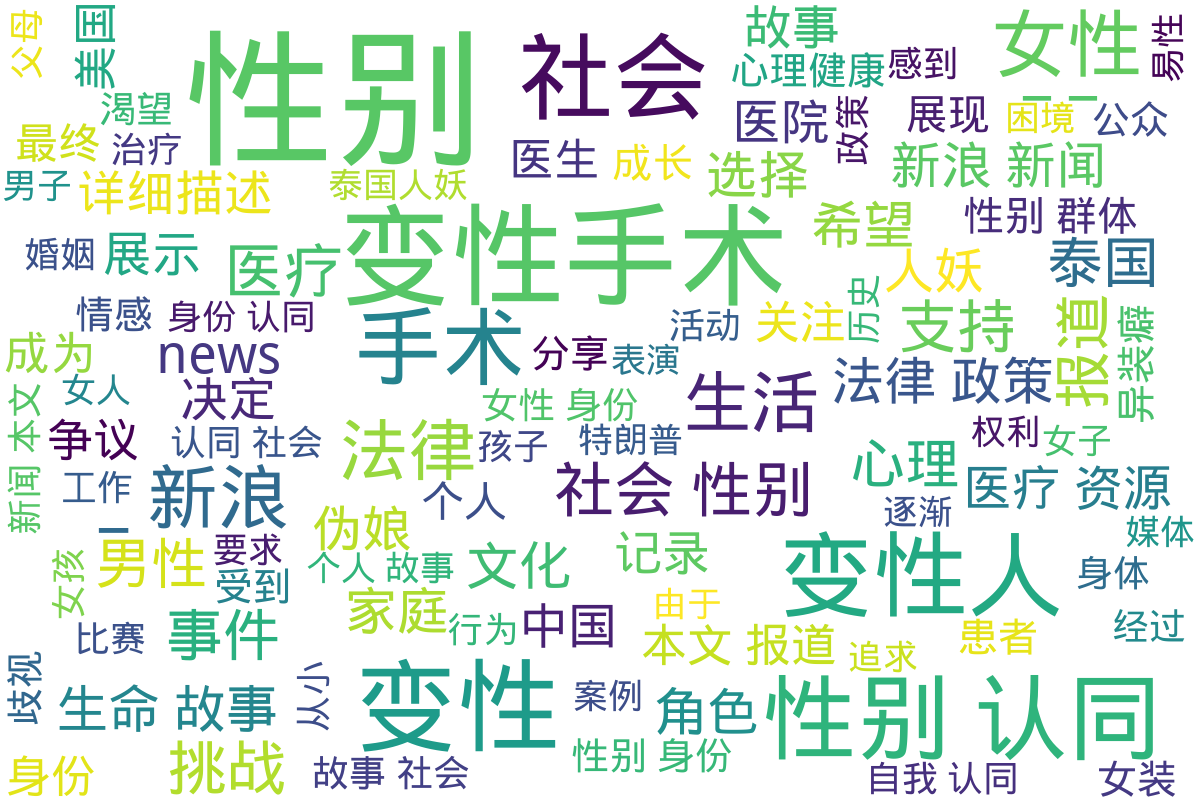 父母
美国
性别
社会
故事
女性
易性
心理健康
感到
渴望
医院
政策
展现
困境
公众
最终
治疗
医生
成长
选择
新浪 新闻
男子
详细描述
泰国人妖
性别 群体
希望
变性手术
婚姻
展示
医疗
泰国
人妖
历史
情感
身份 认同
活动
关注
支持
报道
异装癖
手术
成为
news
分享
表演
生活
法律 政策
女人
决定
女性 身份
本文
争议
认同 社会
法律
孩子
特朗普
权利
女子
心理
新闻
工作
新浪
个人
社会 性别
医疗 资源
逐渐
一
伪娘
媒体
男性
要求
记录
变性人
女孩
受到
个人 故事
文化
身体
家庭
由于
比赛
事件
行为
中国
本文 报道
患者
经过
追求
歧视
生命 故事
从小
变性
案例
角色
性别 认同
身份
挑战
性别 身份
故事 社会
自我 认同
女装